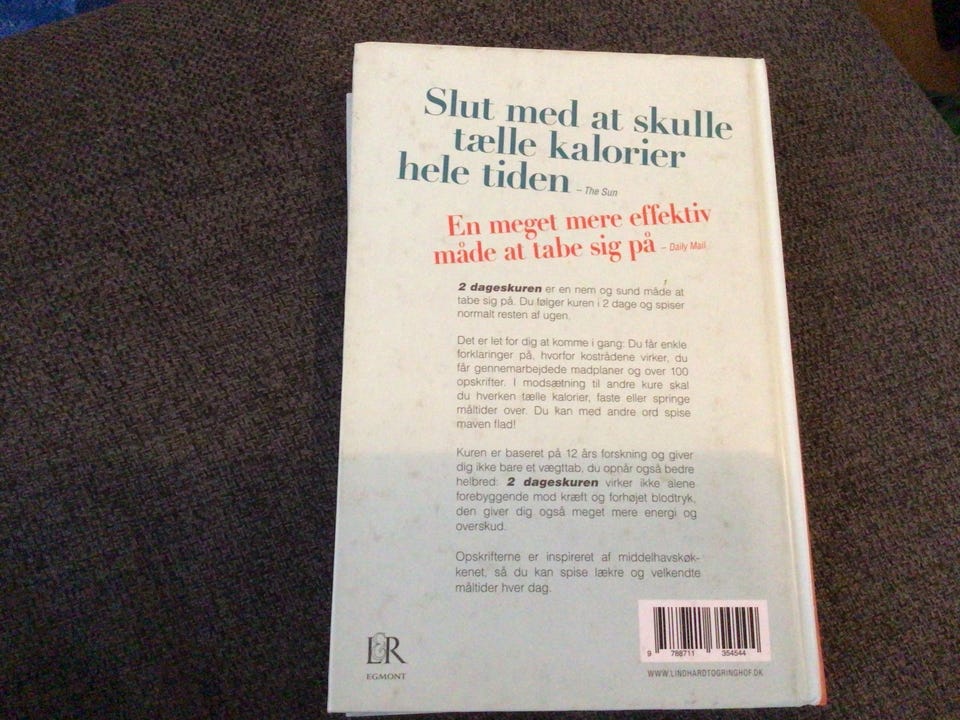 Slut med at skulle
tælle kalorier
hele tiden – The Sun
En meget mere effektiv
måde at tabe sig på – Daily Mail
2 dageskuren er en nem og sund måde at
tabe sig på. Du følger kuren i 2 dage og spiser
normalt resten af ugen.
Det er let for dig at komme i gang: Du får enkle
forklaringer på, hvorfor kostrådene virker, du
får gennemarbejdede madplaner og over 100
opskrifter. I modsætning til andre kure skal
du hverken tælle kalorier, faste eller springe
måltider over. Du kan med andre ord spise
maven flad!
Kuren er baseret på 12 års forskning og giver
dig ikke bare et vægttab, du opnår også bedre
helbred: 2 dageskuren virker ikke alene
forebyggende mod kræft og forhøjet blodtryk,
den giver dig også meget mere energi og
overskud.
Opskrifterne er inspireret af middelhavskøk-
kenet, så du kan spise lækre og velkendte
måltider hver dag.
9 788711 354544
L&R
EGMONT
WWW.LINDHARDTOGRINGHOF.DK